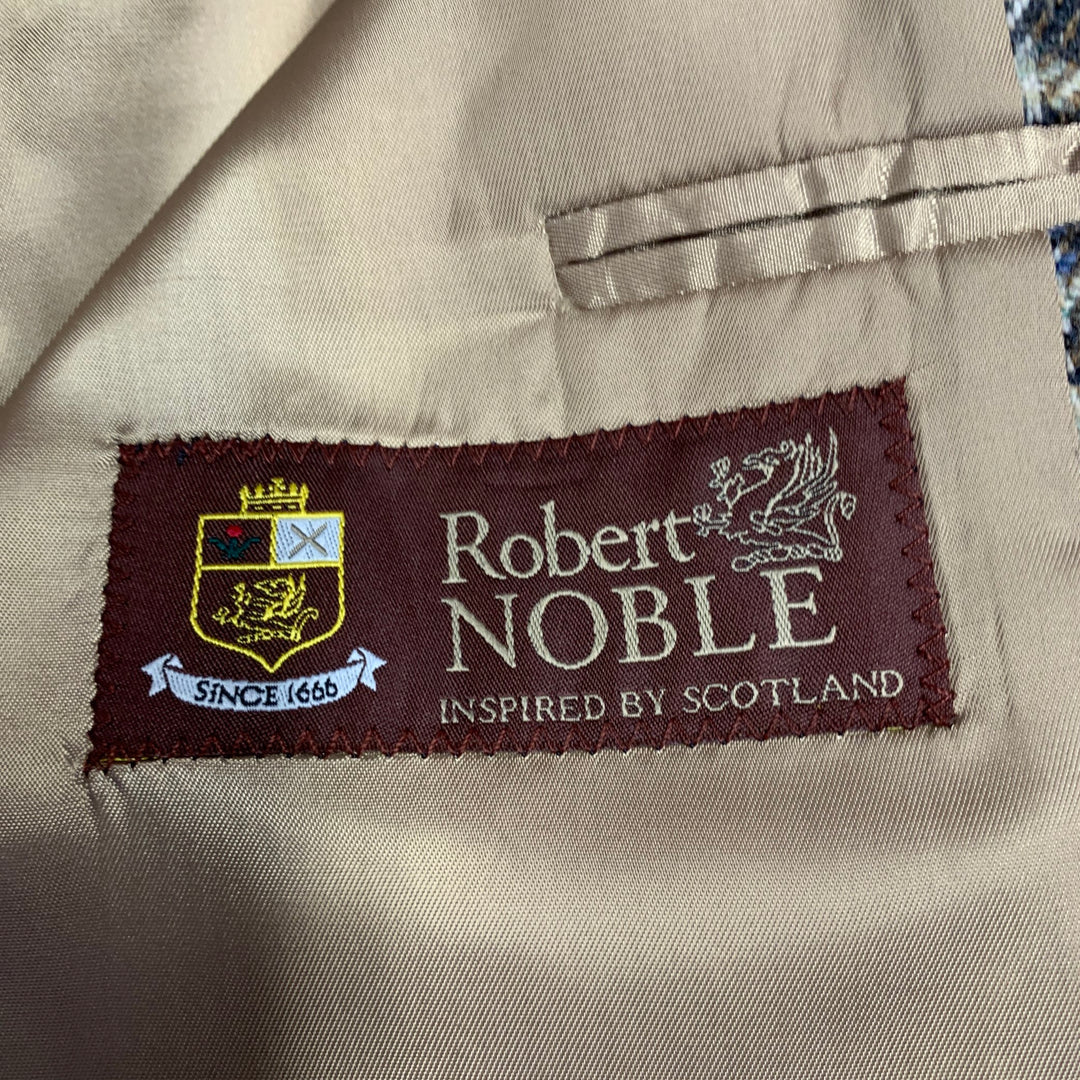 SINCE 1666
Robert
NOBLE
INSPIRED BY SCOTLAND